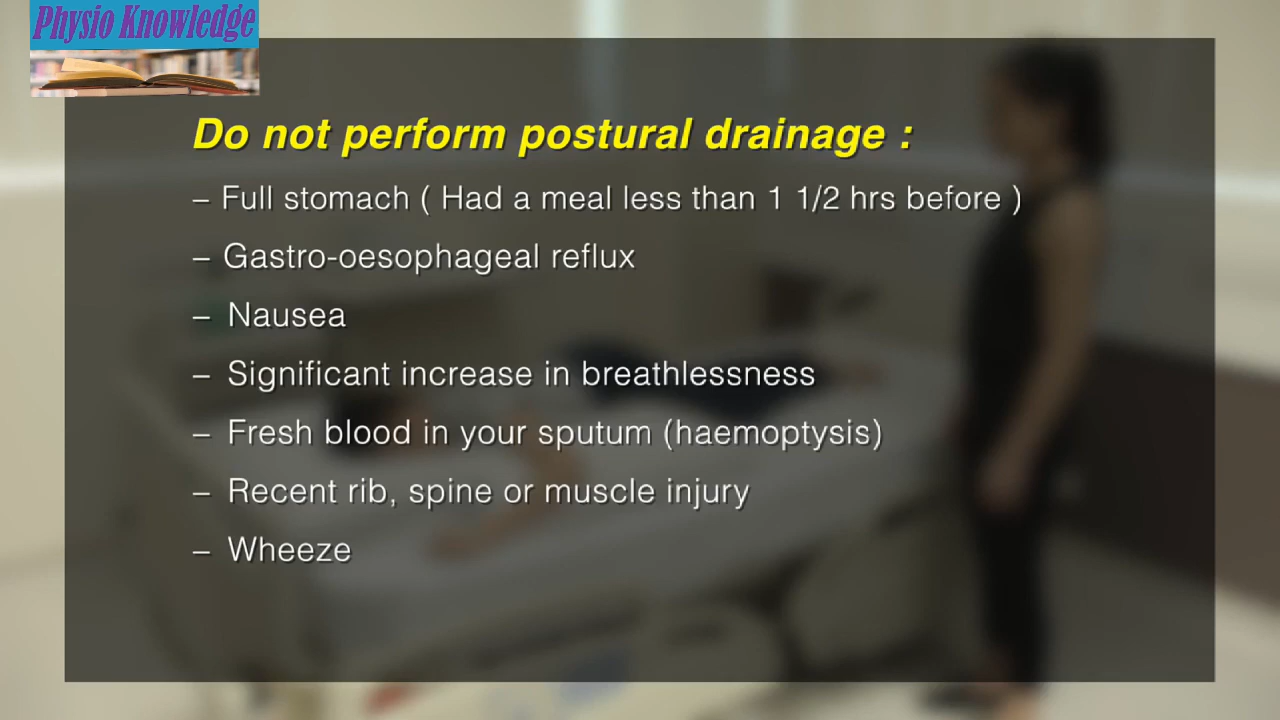 Physio Knowledge
Do not perform postural drainage :
– Full stomach ( Had a meal less than 1 1/2 hrs before )
– Gastro-oesophageal reflux
– Nausea
– Significant increase in breathlessness
– Fresh blood in your sputum (haemoptysis)
– Recent rib, spine or muscle injury
– Wheeze